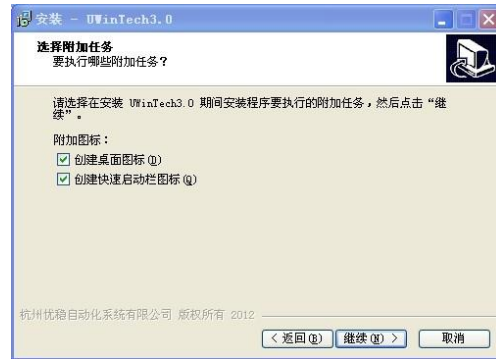 安装 - UWinTech3.0
选择附加任务
要执行哪些附加任务？
请选择在安装 UWinTech3.0 期间安装程序要执行的附加任务，然后点击“继
续”。
附加图标：
创建桌面图标(D)
创建快速启动栏图标(Q)
杭州优稳自动化系统有限公司 版权所有 2012
< 返回(B) 继续(N) > 取消